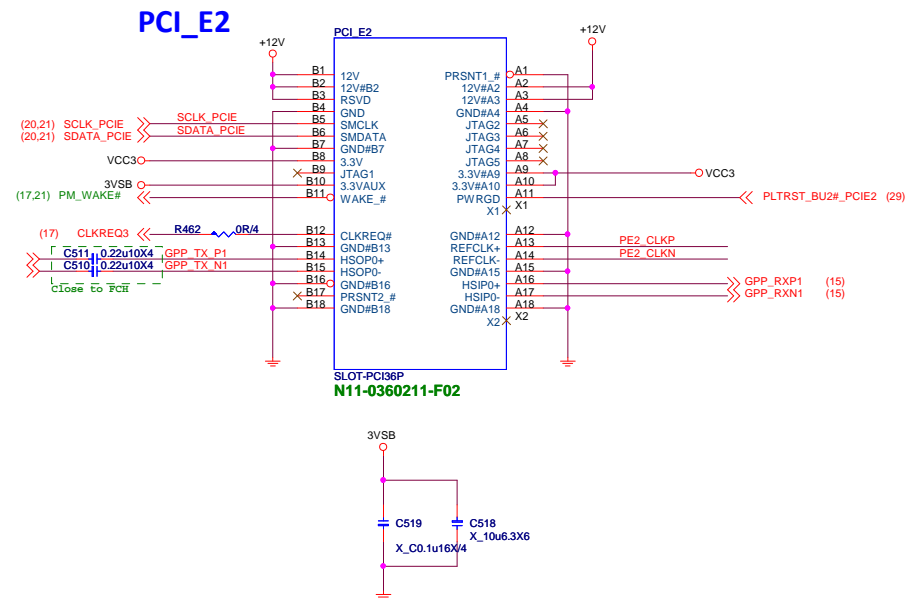 PCI_E2
+12V
PCI_E2
+12V
B1 12V
B2 12V#B2
B3 RSVD
B4 GND
B5 SMCLK
B6 SMDATA
B7 GND#B7
B8 3.3V
B9 JTAG1
B10 3.3VAUX
B11 WAKE_#
B12 CLKREQ#
B13 GND#B13
B14 HSOP0+
B15 HSOP0-
B16 GND#B16
B17 PRSNT2_#
B18 GND#B18
PRSNT1_# A1
12V#A2 A2
12V#A3 A3
GND#A4 A4
JTAG2 A5
JTAG3 A6
JTAG4 A7
JTAG5 A8
3.3V#A9 A9
3.3V#A10 A10
PWRGD A11
X1 X1
GND#A12 A12
REFCLK+ A13
REFCLK- A14
GND#A15 A15
HSIP0+ A16
HSIP0- A17
GND#A18 A18
X2 X2
(20,21) SCLK_PCIE SCLK_PCIE
(20,21) SDATA_PCIE SDATA_PCIE
VCC3
3VSB
(17,21) PM_WAKE#
(17) CLKREQ3 R462 0R/4
C511 0.22u10X4 GPP_TX_P1
C510 0.22u10X4 GPP_TX_N1
Close to FCH
VCC3
PLTRST_BU2#_PCIE2 (29)
PE2_CLKP
PE2_CLKN
GPP_RXP1 (15)
GPP_RXN1 (15)
SLOT-PCI36P
N11-0360211-F02
3VSB
C519
X_C0.1u16X/4
C518
X_10u6.3X6